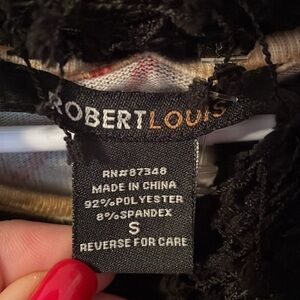 ROBERTLOUIS
RN#87348
MADE IN CHINA
92%POLYESTER
8%SPANDEX
S
REVERSE FOR CARE